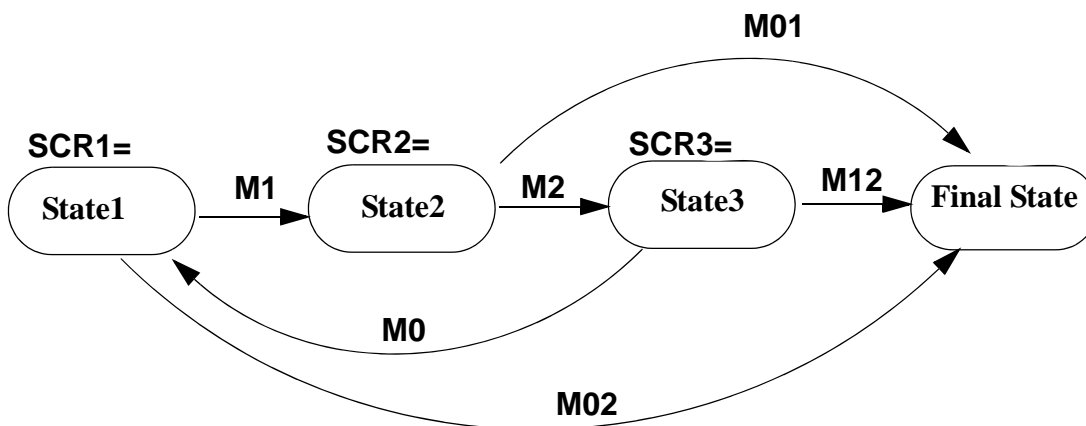 M01
SCR1=
SCR2=
SCR3=
State1
M1
State2
M2
State3
M12
Final State
M0
M02